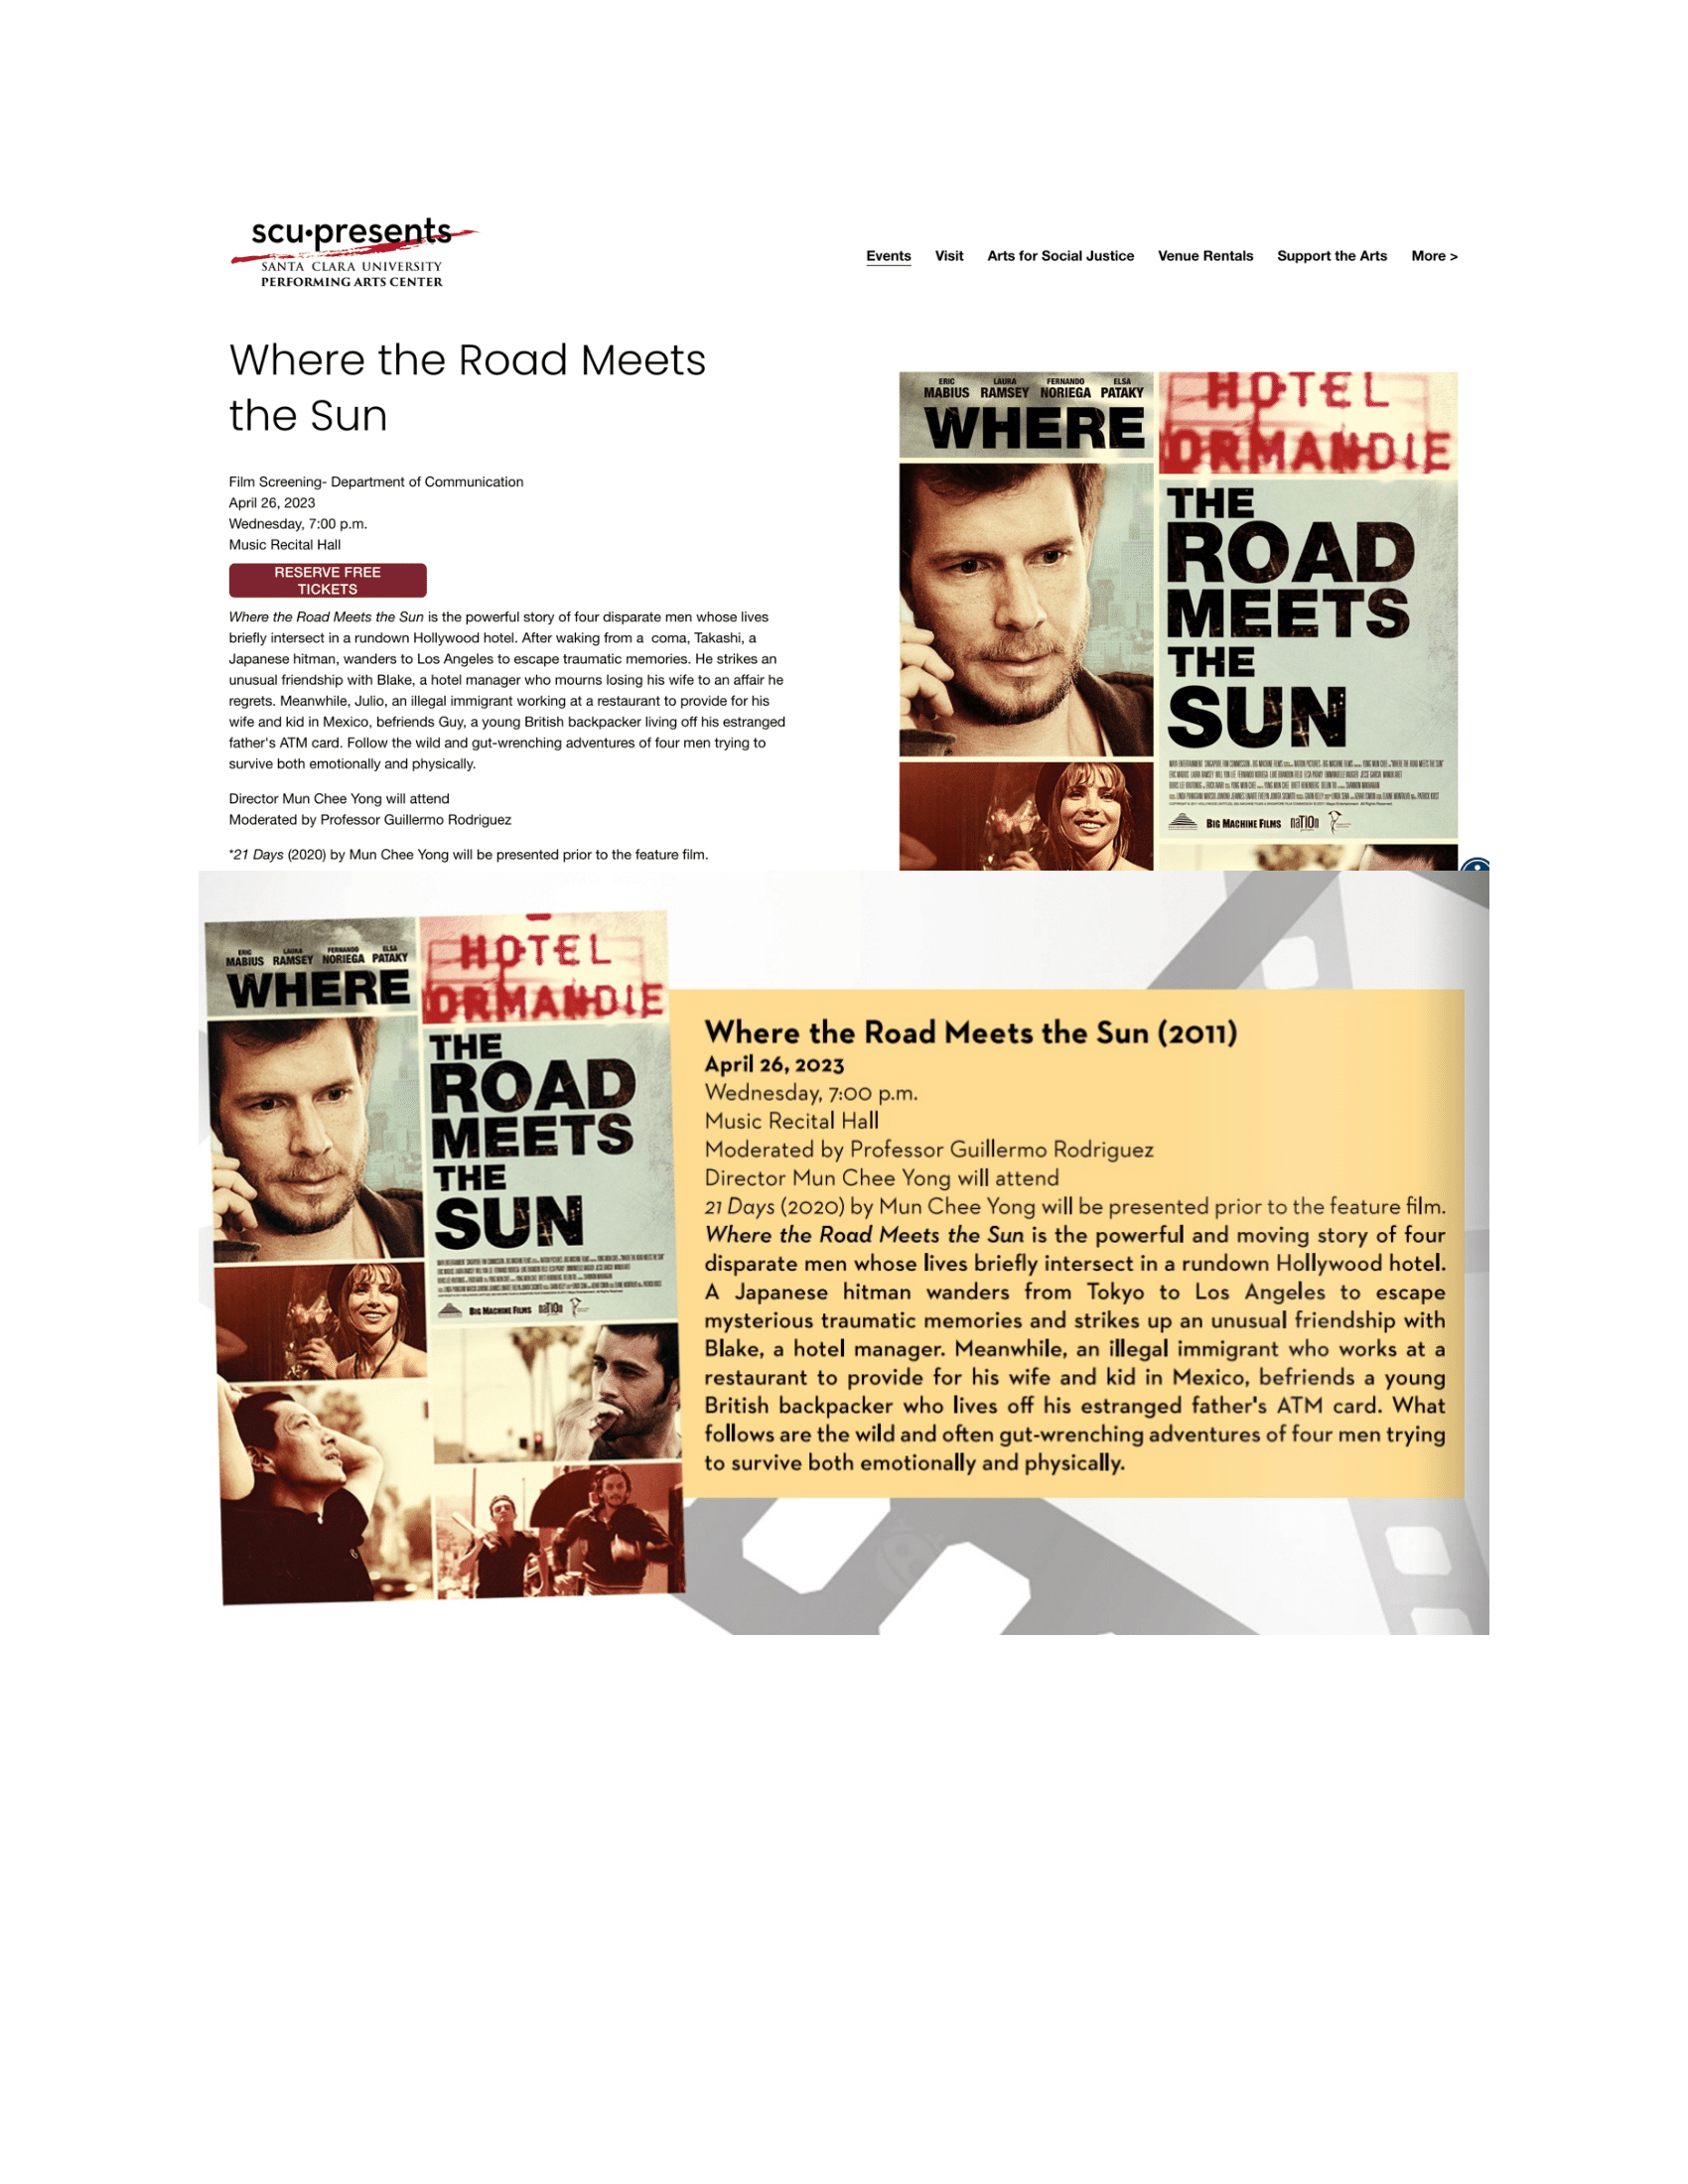 scu•presents
SANTA CLARA UNIVERSITY
PERFORMING ARTS CENTER
Events Visit Arts for Social Justice Venue Rentals Support the Arts More >
Where the Road Meets
the Sun
Film Screening- Department of Communication
April 26, 2023
Wednesday, 7:00 p.m.
Music Recital Hall
RESERVE FREE
TICKETS
Where the Road Meets the Sun is the powerful story of four disparate men whose lives
briefly intersect in a rundown Hollywood hotel. After waking from a coma, Takashi, a
Japanese hitman, wanders to Los Angeles to escape traumatic memories. He strikes an
unusual friendship with Blake, a hotel manager who mourns losing his wife to an affair he
regrets. Meanwhile, Julio, an illegal immigrant working at a restaurant to provide for his
wife and kid in Mexico, befriends Guy, a young British backpacker living off his estranged
father's ATM card. Follow the wild and gut-wrenching adventures of four men trying to
survive both emotionally and physically.
Director Mun Chee Yong will attend
Moderated by Professor Guillermo Rodriguez
*21 Days (2020) by Mun Chee Yong will be presented prior to the feature film.
ERIC LAURA FERNANDO ELSA
MABIUS RAMSEY NORIEGA PATAKY
WHERE
HOTEL
ORMANDIE
THE
ROAD
MEETS
THE
SUN
BIG MACHINE FILMS naTIOn
ERIC LAURA FERNANDO ELSA
MABIUS RAMSEY NORIEGA PATAKY
WHERE
HOTEL
ORMANDIE
THE
ROAD
MEETS
THE
SUN
BIG MACHINE FILMS naTIOn
Where the Road Meets the Sun (2011)
April 26, 2023
Wednesday, 7:00 p.m.
Music Recital Hall
Moderated by Professor Guillermo Rodriguez
Director Mun Chee Yong will attend
21 Days (2020) by Mun Chee Yong will be presented prior to the feature film.
Where the Road Meets the Sun is the powerful and moving story of four
disparate men whose lives briefly intersect in a rundown Hollywood hotel.
A Japanese hitman wanders from Tokyo to Los Angeles to escape
mysterious traumatic memories and strikes up an unusual friendship with
Blake, a hotel manager. Meanwhile, an illegal immigrant who works at a
restaurant to provide for his wife and kid in Mexico, befriends a young
British backpacker who lives off his estranged father's ATM card. What
follows are the wild and often gut-wrenching adventures of four men trying
to survive both emotionally and physically.